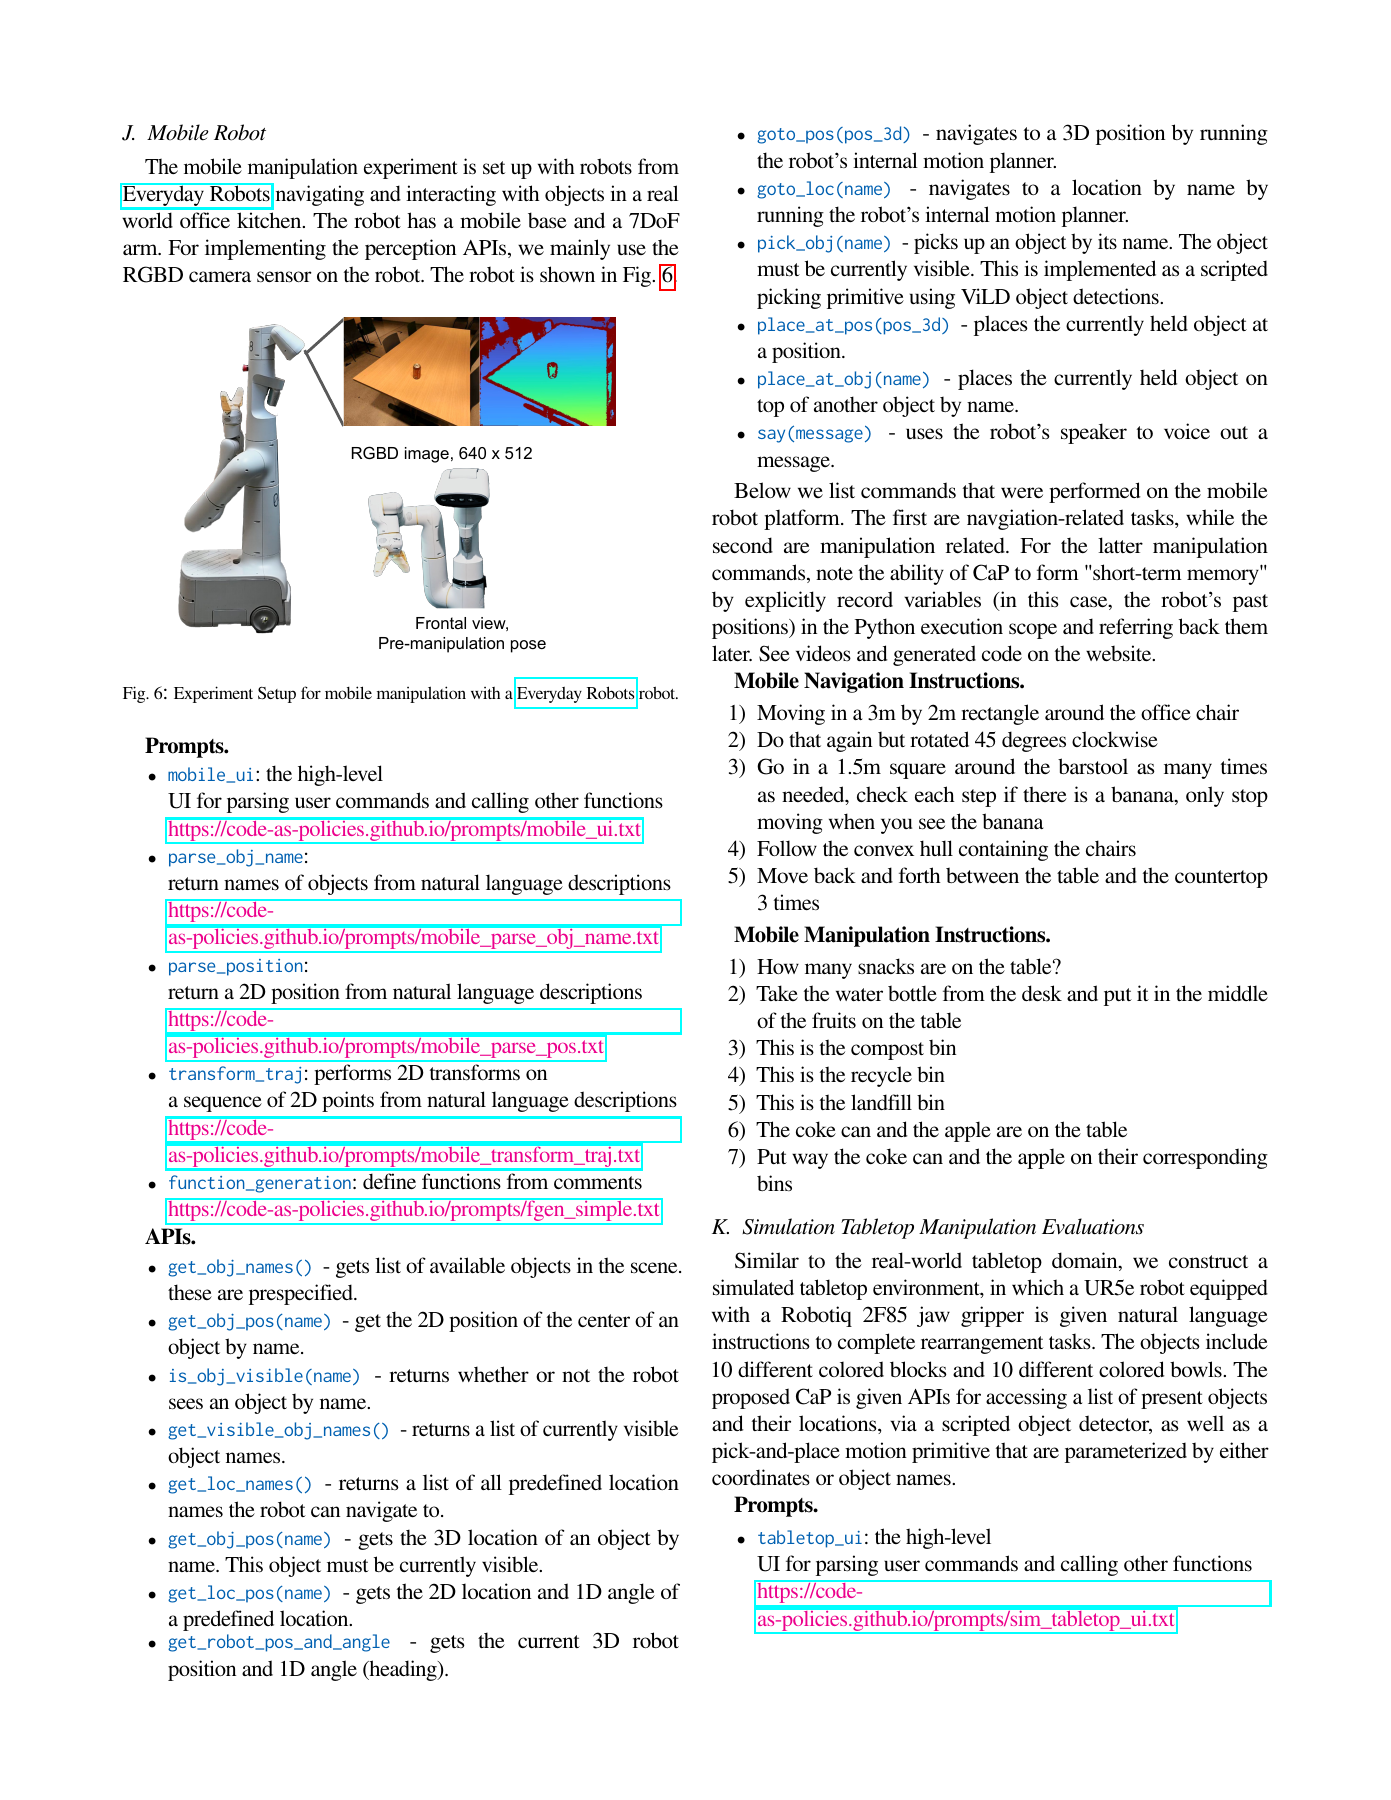 J. Mobile Robot
The mobile manipulation experiment is set up with robots from
Everyday Robots navigating and interacting with objects in a real
world office kitchen. The robot has a mobile base and a 7DoF
arm. For implementing the perception APIs, we mainly use the
RGBD camera sensor on the robot. The robot is shown in Fig. 6.
RGBD image, 640 x 512
Frontal view,
Pre-manipulation pose
Fig. 6: Experiment Setup for mobile manipulation with a Everyday Robots robot.
Prompts.
• mobile_ui: the high-level
UI for parsing user commands and calling other functions
https://code-as-policies.github.io/prompts/mobile_ui.txt
• parse_obj_name:
return names of objects from natural language descriptions
https://code-
as-policies.github.io/prompts/mobile_parse_obj_name.txt
• parse_position:
return a 2D position from natural language descriptions
https://code-
as-policies.github.io/prompts/mobile_parse_pos.txt
• transform_traj: performs 2D transforms on
a sequence of 2D points from natural language descriptions
https://code-
as-policies.github.io/prompts/mobile_transform_traj.txt
• function_generation: define functions from comments
https://code-as-policies.github.io/prompts/fgen_simple.txt
APIs.
• get_obj_names() - gets list of available objects in the scene.
these are prespecified.
• get_obj_pos(name) - get the 2D position of the center of an
object by name.
• is_obj_visible(name) - returns whether or not the robot
sees an object by name.
• get_visible_obj_names() - returns a list of currently visible
object names.
• get_loc_names() - returns a list of all predefined location
names the robot can navigate to.
• get_obj_pos(name) - gets the 3D location of an object by
name. This object must be currently visible.
• get_loc_pos(name) - gets the 2D location and 1D angle of
a predefined location.
• get_robot_pos_and_angle - gets the current 3D robot
position and 1D angle (heading).
• goto_pos(pos_3d) - navigates to a 3D position by running
the robot's internal motion planner.
• goto_loc(name) - navigates to a location by name by
running the robot's internal motion planner.
• pick_obj(name) - picks up an object by its name. The object
must be currently visible. This is implemented as a scripted
picking primitive using ViLD object detections.
• place_at_pos(pos_3d) - places the currently held object at
a position.
• place_at_obj(name) - places the currently held object on
top of another object by name.
• say(message) - uses the robot's speaker to voice out a
message.
Below we list commands that were performed on the mobile
robot platform. The first are navgiation-related tasks, while the
second are manipulation related. For the latter manipulation
commands, note the ability of CaP to form "short-term memory"
by explicitly record variables (in this case, the robot's past
positions) in the Python execution scope and referring back them
later. See videos and generated code on the website.
Mobile Navigation Instructions.
1) Moving in a 3m by 2m rectangle around the office chair
2) Do that again but rotated 45 degrees clockwise
3) Go in a 1.5m square around the barstool as many times
as needed, check each step if there is a banana, only stop
moving when you see the banana
4) Follow the convex hull containing the chairs
5) Move back and forth between the table and the countertop
3 times
Mobile Manipulation Instructions.
1) How many snacks are on the table?
2) Take the water bottle from the desk and put it in the middle
of the fruits on the table
3) This is the compost bin
4) This is the recycle bin
5) This is the landfill bin
6) The coke can and the apple are on the table
7) Put way the coke can and the apple on their corresponding
bins
K. Simulation Tabletop Manipulation Evaluations
Similar to the real-world tabletop domain, we construct a
simulated tabletop environment, in which a UR5e robot equipped
with a Robotiq 2F85 jaw gripper is given natural language
instructions to complete rearrangement tasks. The objects include
10 different colored blocks and 10 different colored bowls. The
proposed CaP is given APIs for accessing a list of present objects
and their locations, via a scripted object detector, as well as a
pick-and-place motion primitive that are parameterized by either
coordinates or object names.
Prompts.
• tabletop_ui: the high-level
UI for parsing user commands and calling other functions
https://code-
as-policies.github.io/prompts/sim_tabletop_ui.txt